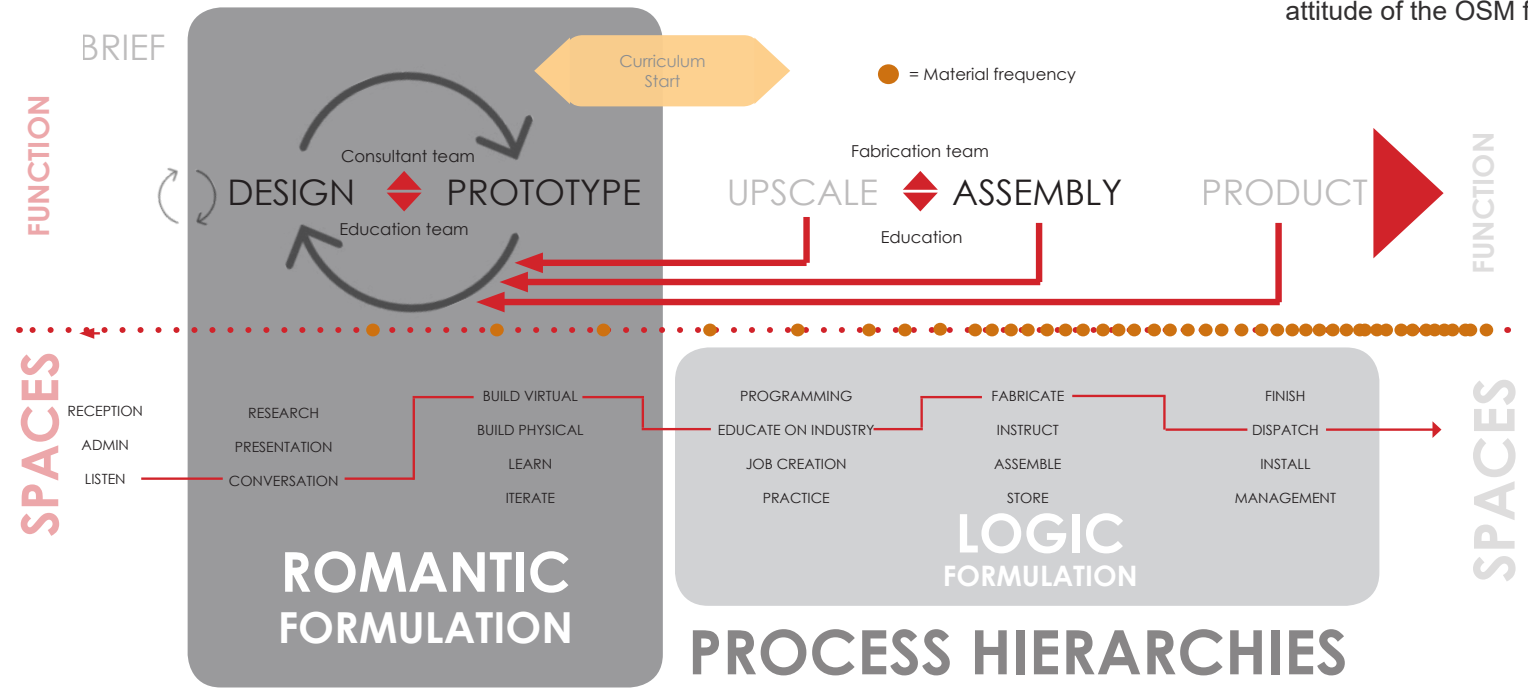 attitude of the OSM f
BRIEF
Curriculum
Start
= Material frequency
FUNCTION
Consultant team
DESIGN PROTOTYPE
Education team
Fabrication team
UPSCALE ASSEMBLY
Education
PRODUCT
FUNCTION
SPACES
RECEPTION
ADMIN
LISTEN
RESEARCH
PRESENTATION
CONVERSATION
BUILD VIRTUAL
BUILD PHYSICAL
LEARN
ITERATE
PROGRAMMING
EDUCATE ON INDUSTRY
JOB CREATION
PRACTICE
FABRICATE
INSTRUCT
ASSEMBLE
STORE
FINISH
DISPATCH
INSTALL
MANAGEMENT
SPACES
ROMANTIC
FORMULATION
LOGIC
FORMULATION
PROCESS HIERARCHIES